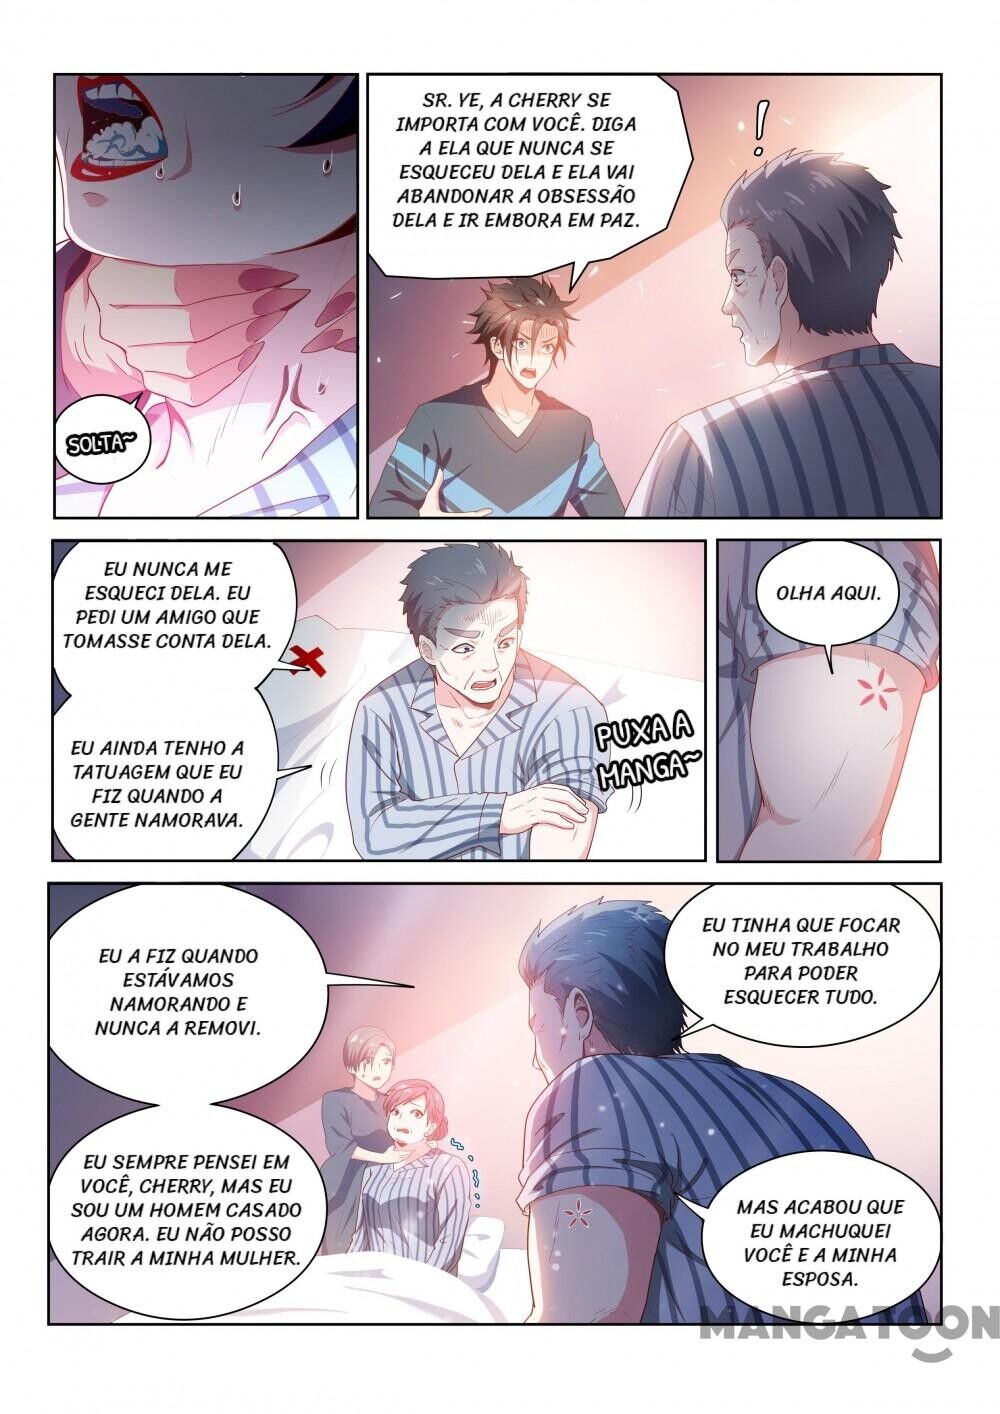 SR. YE, A CHERRY SE
IMPORTA COM VOCÊ. DIGA
A ELA QUE NUNCA SE
ESQUECEU DELA E ELA VAI
ABANDONAR A OBSESSÃO
DELA E IR EMBORA EM PAZ.
!
SOLTA~
EU NUNCA ME
ESQUECI DELA. EU
PEDI UM AMIGO QUE
TOMASSE CONTA DELA.
EU AINDA TENHO A
TATUAGEM QUE EU
FIZ QUANDO A
GENTE NAMORAVA.
PUXA A
MANGA~
OLHA AQUI.
EU A FIZ QUANDO
ESTÁVAMOS
NAMORANDO E
NUNCA A REMOVI.
EU TINHA QUE FOCAR
NO MEU TRABALHO
PARA PODER
ESQUECER TUDO.
EU SEMPRE PENSEI EM
VOCÊ, CHERRY, MAS EU
SOU UM HOMEM CASADO
AGORA. EU NÃO POSSO
TRAIR A MINHA MULHER.
MAS ACABOU QUE
EU MACHUQUEI
VOCÊ E A MINHA
ESPOSA.
MANGATOON